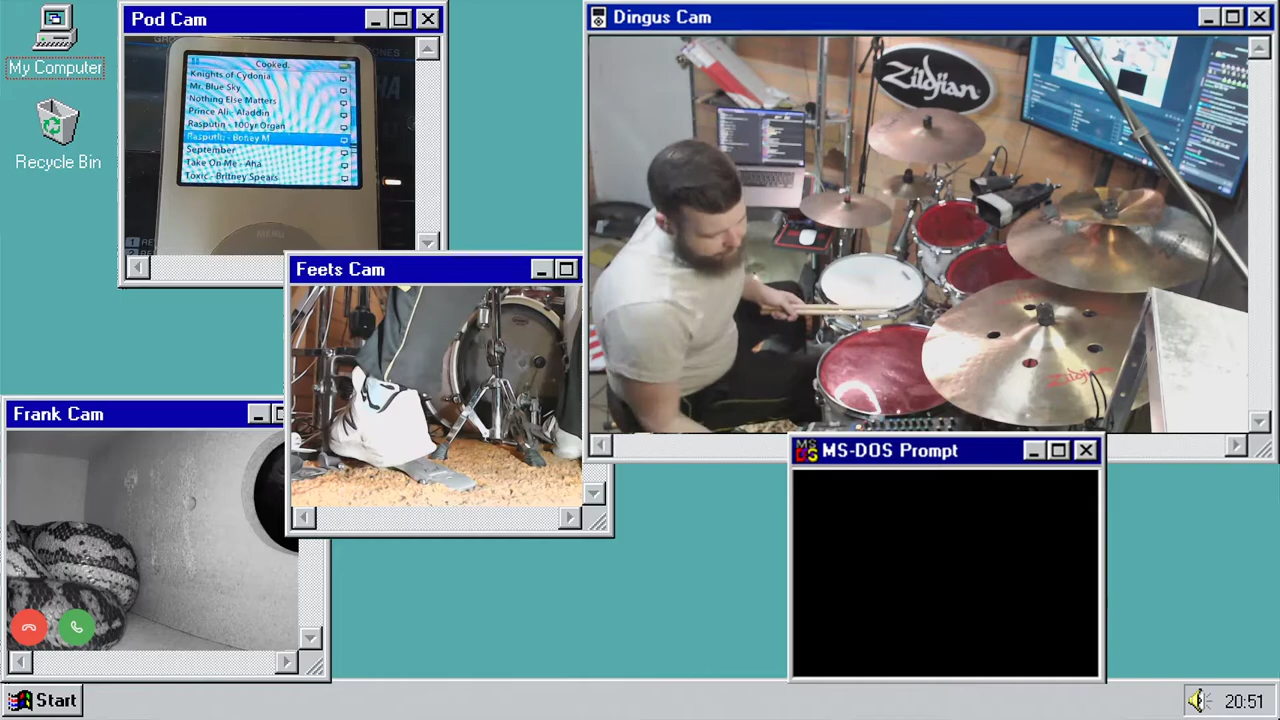 My Computer
Recycle Bin
Pod Cam
Cooked.
Knights of Cydonia
Mr. Blue Sky
Nothing Else Matters
Prince Ali - Aladdin
Rasputin - 100yr Organ
Rasputin - Boney M
September
Take On Me - Aha
Toxic - Britney Spears
MENU
Dingus Cam
Zildjian
Zildjian
Feets Cam
Frank Cam
MS-DOS Prompt
Start
20:51